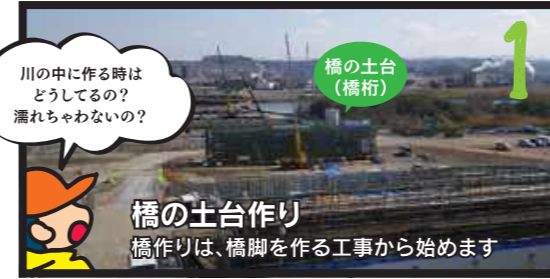 1
川の中に作る時は
どうしてるの？
濡れちゃわないの？
橋の土台
（橋桁）
橋の土台作り
橋作りは、橋脚を作る工事から始めます